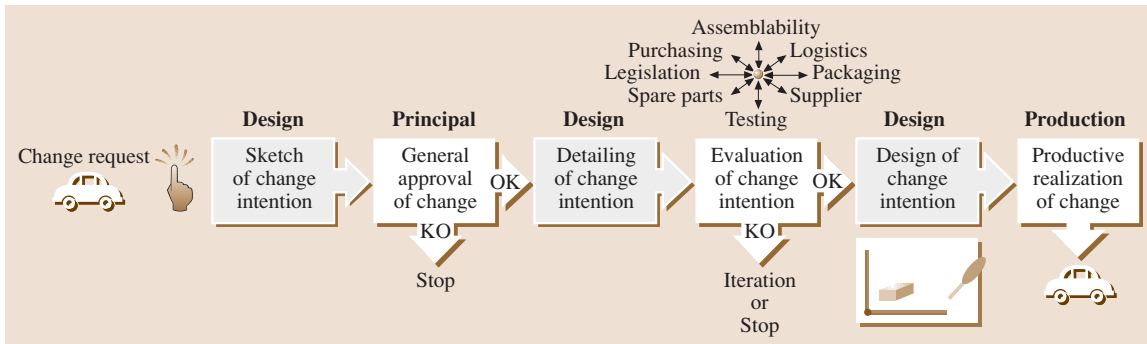 Assemblability
Purchasing
Logistics
Legislation
Packaging
Spare parts
Supplier
Testing
Change request
Design
Sketch
of change
intention
Principal
General
approval
of change
OK
KO
Stop
Design
Detailing
of change
intention
Evaluation
of change
intention
OK
KO
Iteration
or
Stop
Design
Design of
change
intention
Production
Productive
realization
of change